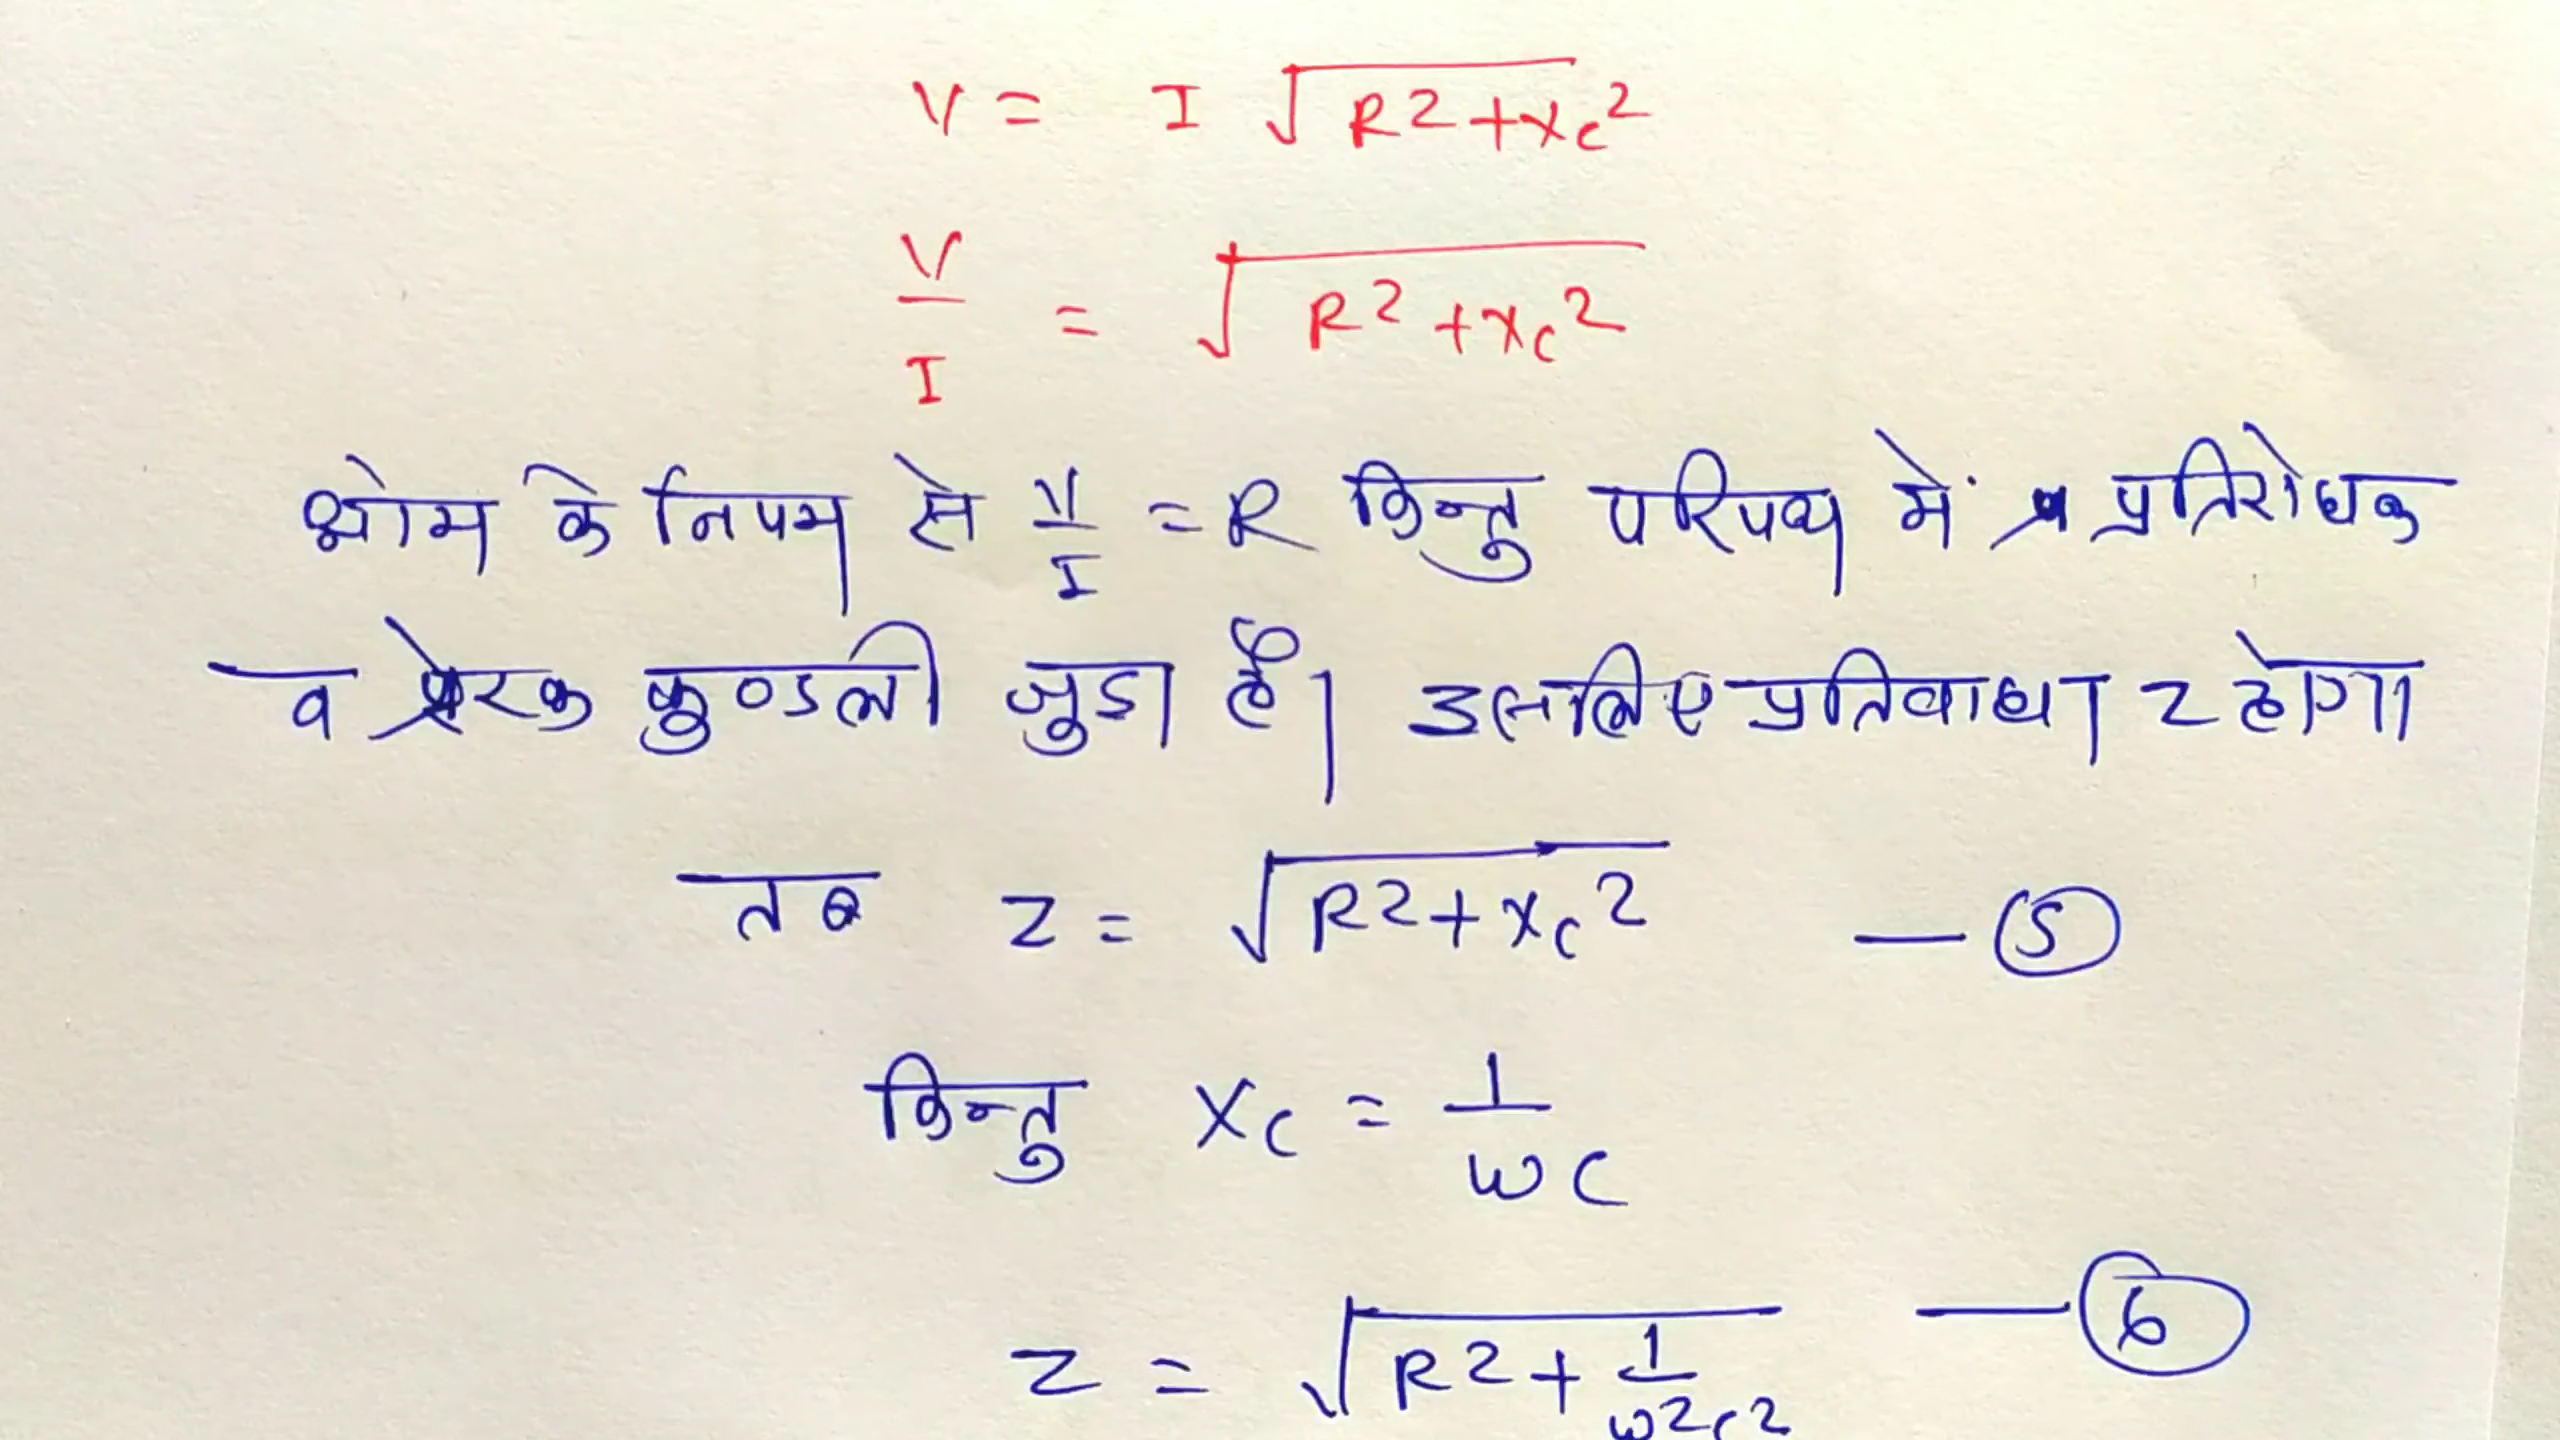 V = I √R² + Xc²
V/I = √R² + Xc²
ओम के नियम से V/I = R किन्तु परिपथ में प्रतिरोधक
व प्रेरक कुण्डली जुडा है। इसलिए प्रतिबाधा Z होगा
तब Z = √R² + Xc² — ⑤
किन्तु Xc = 1/ωC
Z = √R² + 1/ω²C² — ⑥